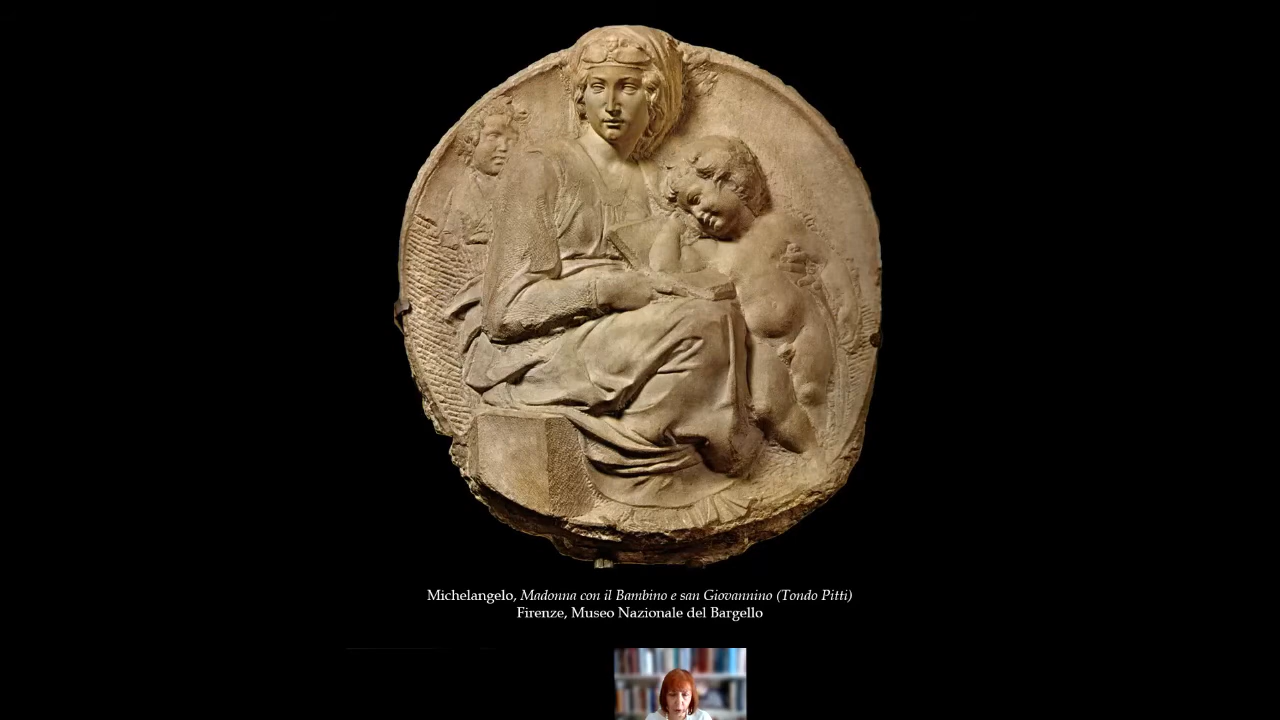 Michelangelo, Madonna con il Bambino e san Giovannino (Tondo Pitti)
Firenze, Museo Nazionale del Bargello